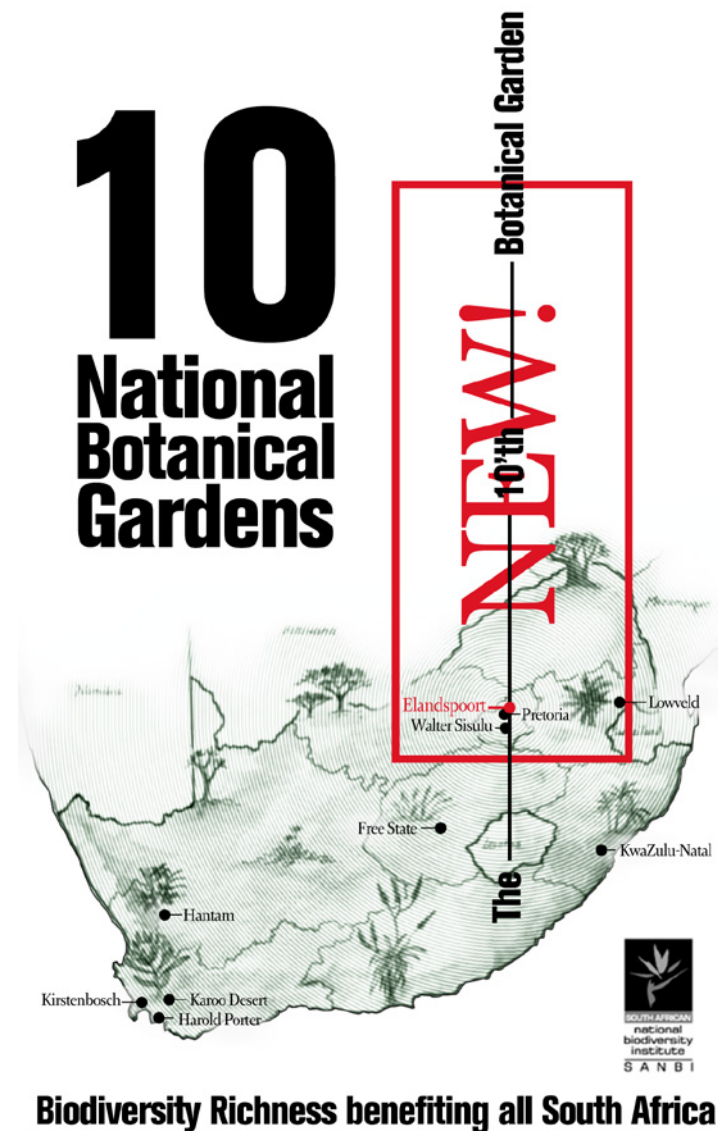 10
National
Botanical
Gardens
The 10'th Botanical Garden
NEW!
Namibia
Elandspoort
Pretoria
Walter Sisulu
Lowveld
Free State
KwaZulu-Natal
Hantam
Kirstenbosch
Karoo Desert
Harold Porter
SOUTH AFRICAN
national
biodiversity
institute
SANBI
Biodiversity Richness benefiting all South Africa